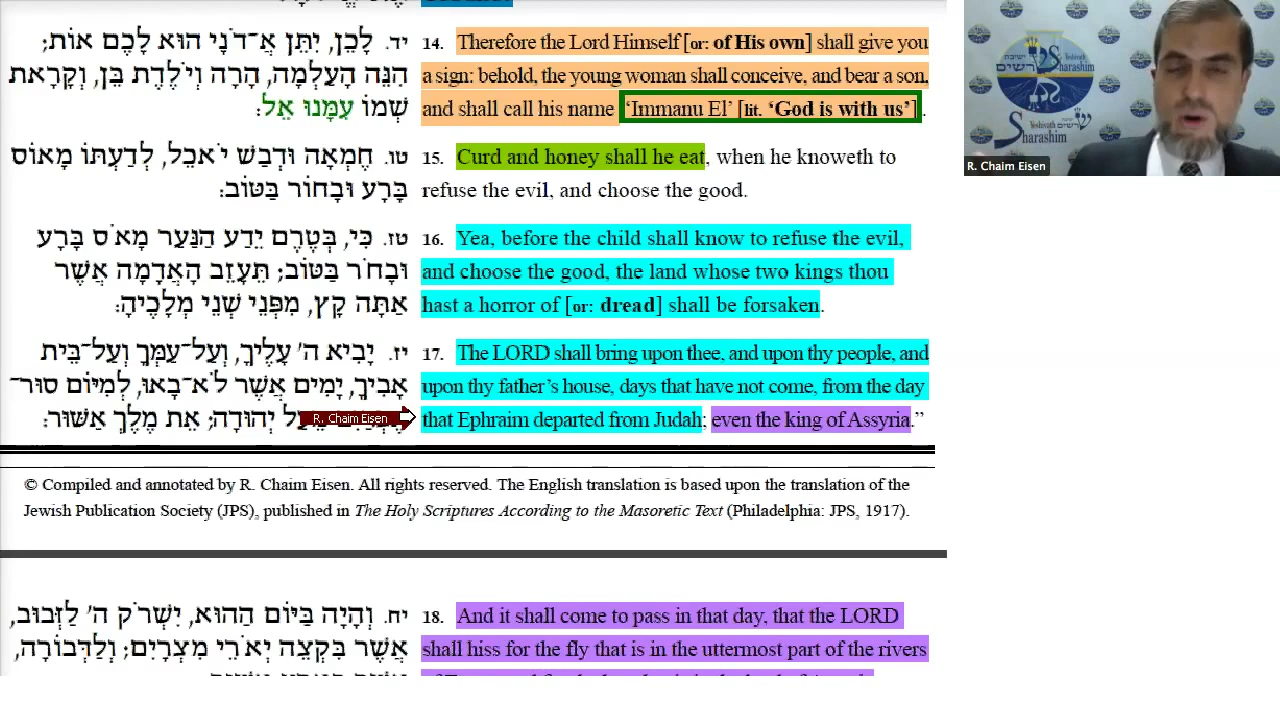 יד. לָכֵן, יִתֵּן אֲ־דֹנָי הוּא לָכֶם אוֹת;
הִנֵּה הָעַלְמָה, הָרָה וְיֹלֶדֶת בֵּן, וְקָרָאת
שְׁמוֹ עִמָּנוּ אֵל:
14. Therefore the Lord Himself [or: of His own] shall give you
a sign: behold, the young woman shall conceive, and bear a son,
and shall call his name ‘Immanu El’ [lit. ‘God is with us’].
טו. חֶמְאָה וּדְבַשׁ יֹאכֵל, לְדַעְתּוֹ מָאוֹס
בָּרָע וּבָחוֹר בַּטּוֹב:
15. Curd and honey shall he eat, when he knoweth to
refuse the evil, and choose the good.
טז. כִּי, בְּטֶרֶם יֵדַע הַנַּעַר מָאֹס בָּרָע
וּבָחֹר בַּטּוֹב; תֵּעָזֵב הָאֲדָמָה אֲשֶׁר
אַתָּה קָץ, מִפְּנֵי שְׁנֵי מְלָכֶיהָ:
16. Yea, before the child shall know to refuse the evil,
and choose the good, the land whose two kings thou
hast a horror of [or: dread] shall be forsaken.
יז. יָבִיא ה׳ עָלֶיךָ, וְעַל־עַמְּךָ וְעַל־בֵּית
אָבִיךָ, יָמִים אֲשֶׁר לֹא־בָאוּ, לְמִיּוֹם סוּר־
יְהוּדָה; אֵת מֶלֶךְ אַשּׁוּר:
R. Chaim Eisen
17. The LORD shall bring upon thee, and upon thy people, and
upon thy father’s house, days that have not come, from the day
that Ephraim departed from Judah; even the king of Assyria.”
© Compiled and annotated by R. Chaim Eisen. All rights reserved. The English translation is based upon the translation of the
Jewish Publication Society (JPS), published in The Holy Scriptures According to the Masoretic Text (Philadelphia: JPS, 1917).
יח. וְהָיָה בַּיּוֹם הַהוּא, יִשְׁרֹק ה׳ לַזְּבוּב,
אֲשֶׁר בִּקְצֵה יְאֹרֵי מִצְרָיִם; וְלַדְּבוֹרָה,
18. And it shall come to pass in that day, that the LORD
shall hiss for the fly that is in the uttermost part of the rivers
Yeshivath
Sharashim
ישיבת
שרשים
Yeshivath שרשים
Sharashim
R. Chaim Eisen